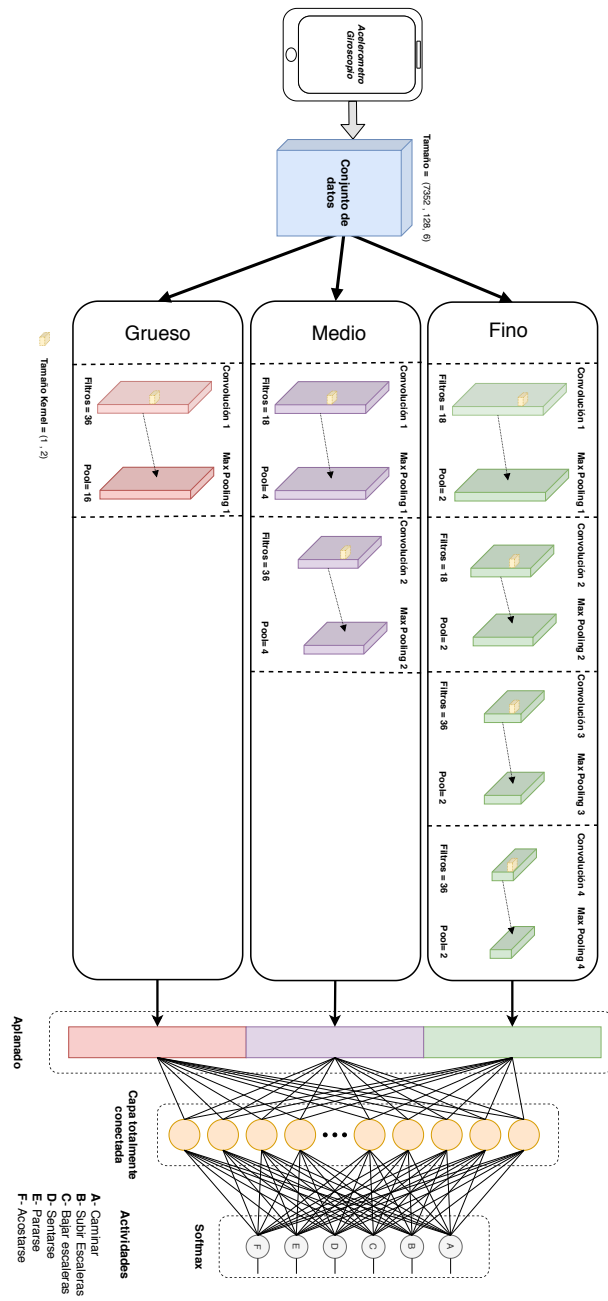 Acelerometro
Giroscopio
Tamaño = (7352 , 128, 6)
Conjunto de
datos
Fino
Convolución 1
Filtros = 18
Max Pooling 1
Pool= 2
Convolución 2
Filtros = 18
Max Pooling 2
Pool= 2
Convolución 3
Filtros = 36
Max Pooling 3
Pool= 2
Convolución 4
Filtros = 36
Max Pooling 4
Pool= 2
Medio
Convolución 1
Filtros = 18
Max Pooling 1
Pool= 4
Convolución 2
Filtros = 36
Max Pooling 2
Pool= 4
Grueso
Convolución 1
Filtros = 36
Max Pooling 1
Pool= 16
Tamaño Kernel = (1 , 2)
Aplanado
Capa totalmente
conectada
Softmax
A
B
C
D
E
F
Actividades
A- Caminar
B- Subir Escaleras
C- Bajar escaleras
D- Sentarse
E- Pararse
F- Acostarse